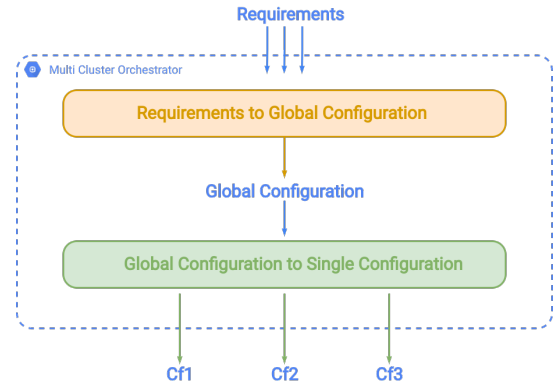 Requirements
Multi Cluster Orchestrator
Requirements to Global Configuration
Global Configuration
Global Configuration to Single Configuration
Cf1
Cf2
Cf3